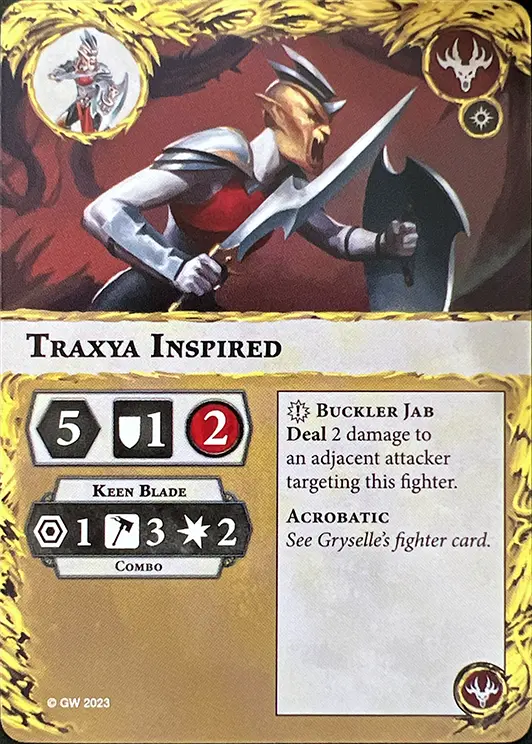 Traxya Inspired
5 1 2
Keen Blade
1 3 2
Combo
Buckler Jab
Deal 2 damage to
an adjacent attacker
targeting this fighter.
Acrobatic
See Gryselle's fighter card.
© GW 2023